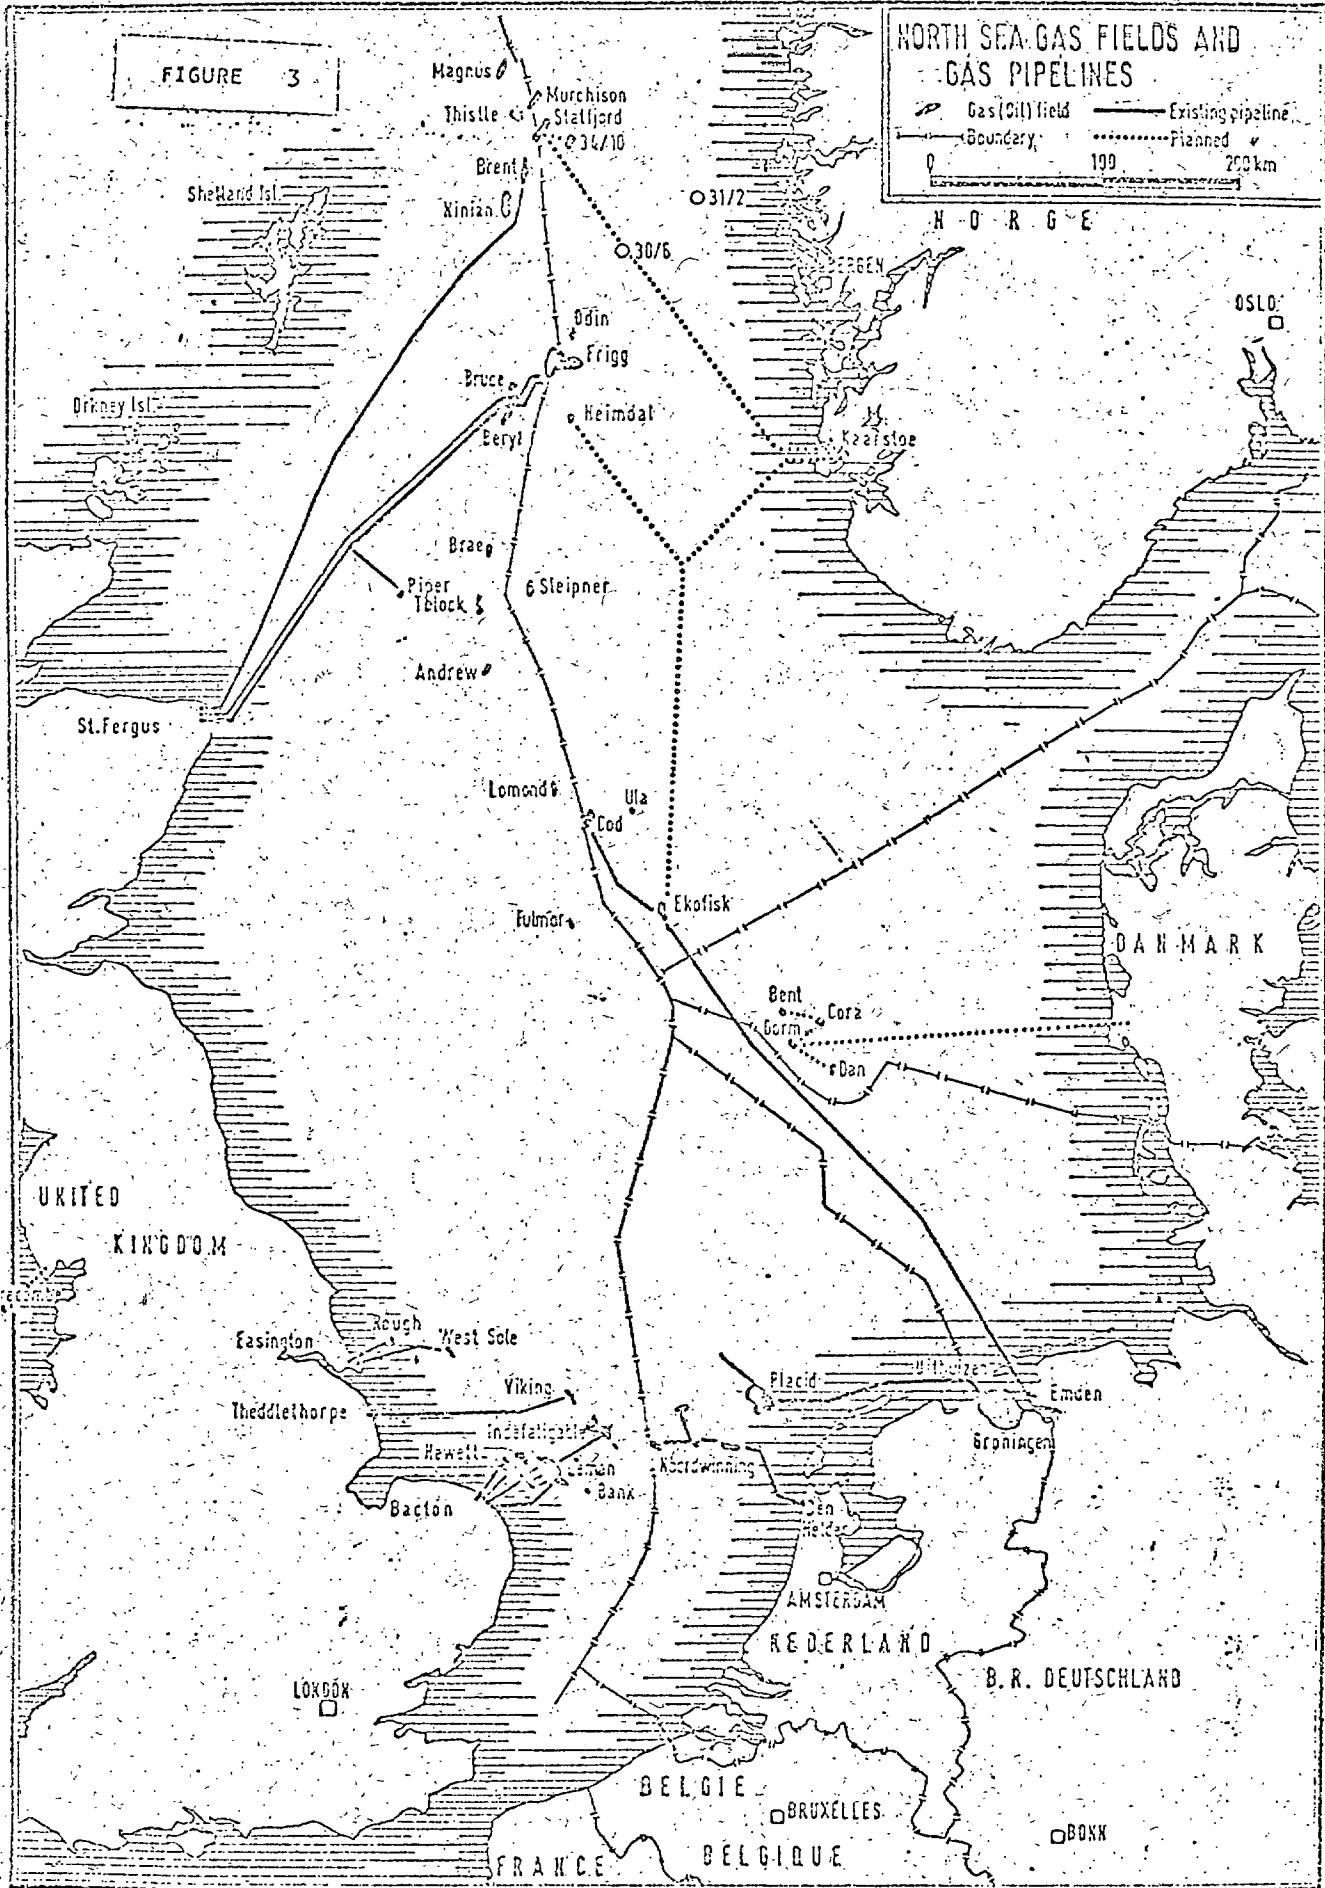 FIGURE 3
NORTH SEA GAS FIELDS AND
GAS PIPELINES
Gas (Oil) field
Existing pipeline
Boundary
Planned "
0 100 200 km
Magnus
Murchison
Thistle
Statfjord
34/10
Brent
Shetland Isl.
31/2
Ninian
NORGE
30/6
BERGEN
OSLO
Odin
Frigg
Bruce
Orkney Isl.
Heimdal
Beryl
Kaarstoe
Brae
Piper
Sleipner
Tblock
Andrew
St. Fergus
Lomond
Ula
Cod
Ekofisk
Fulmar
DANMARK
Bent
Cora
Gorm
Dan
UNITED
KINGDOM
Rough
Easington
West Sole
Placid
Viking
Emden
Theddlethorpe
Indefatigable
Groningen
Hewett
Leman
Bank
Noordwinning
Bacton
Den
Helder
AMSTERDAM
NEDERLAND
B.R. DEUTSCHLAND
LONDON
BELGIE
BRUXELLES
BONN
FRANCE
BELGIQUE